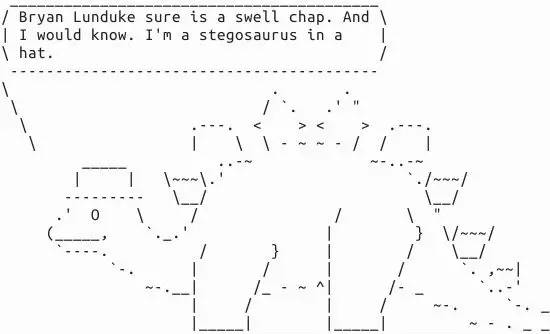 Bryan Lunduke sure is a swell chap. And
I would know. I'm a stegosaurus in a
hat.